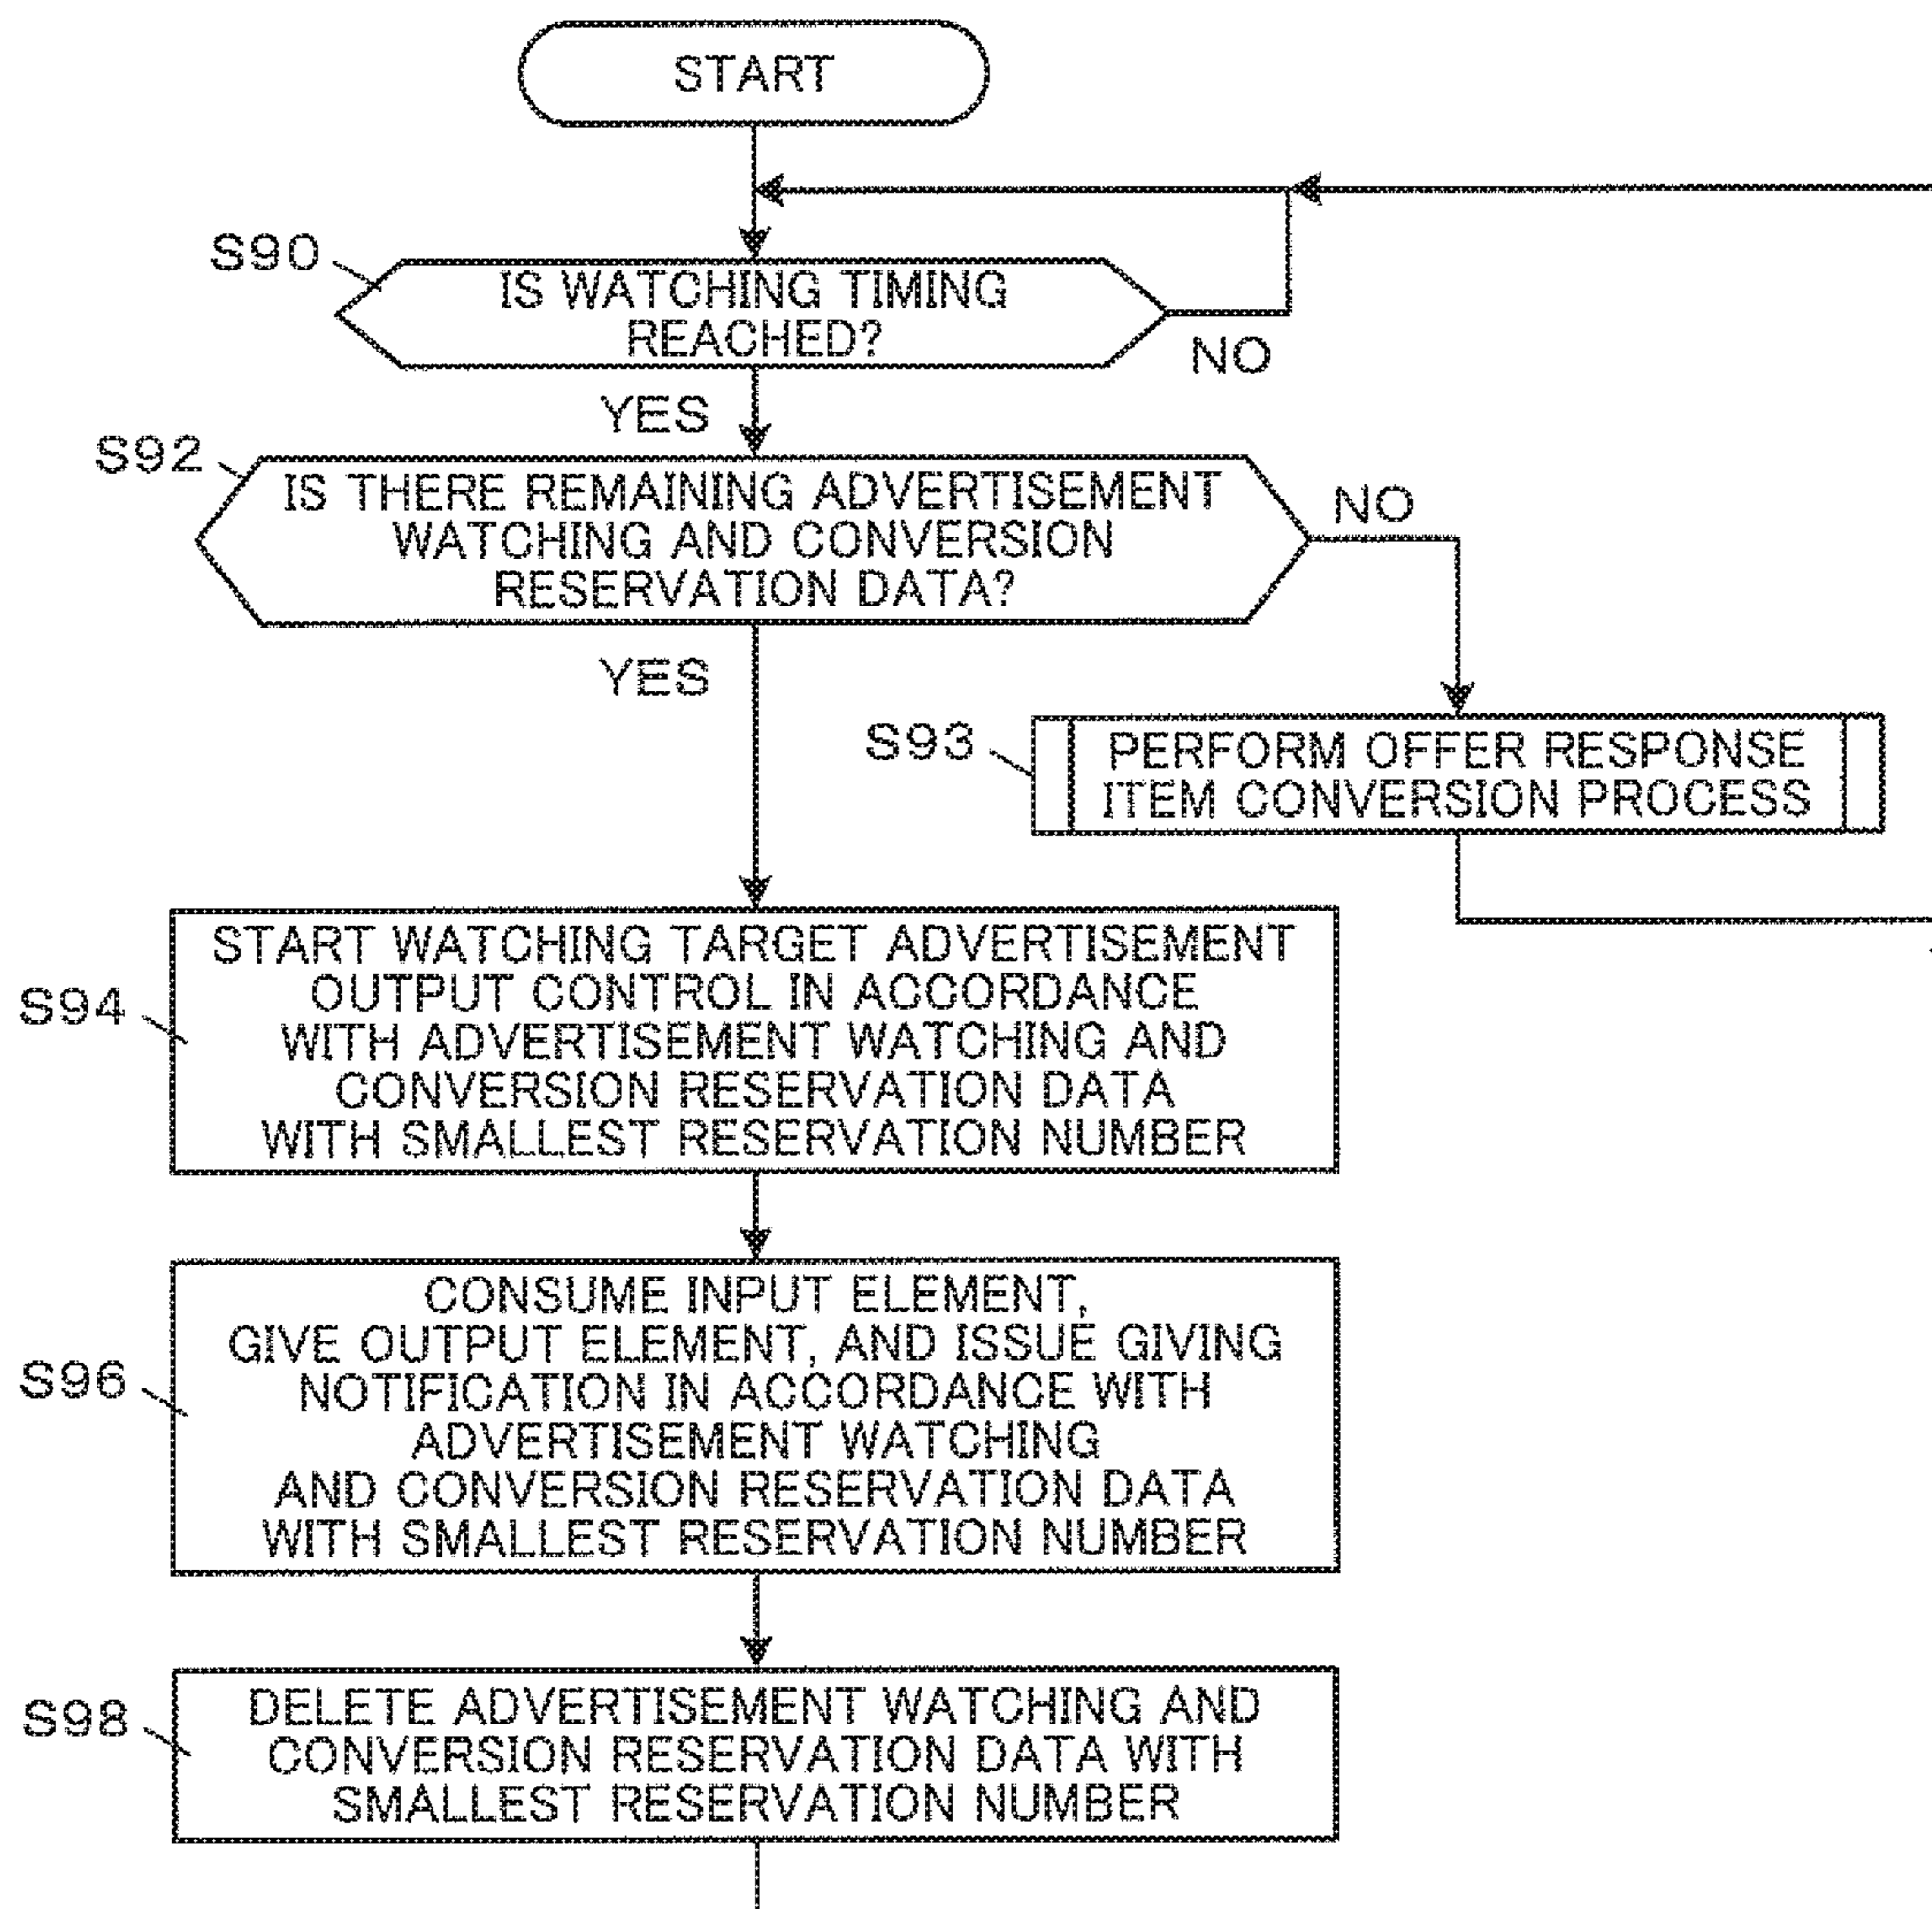 START
S90
IS WATCHING TIMING
REACHED?
NO
YES
S92
IS THERE REMAINING ADVERTISEMENT
WATCHING AND CONVERSION
RESERVATION DATA?
NO
YES
S93
PERFORM OFFER RESPONSE
ITEM CONVERSION PROCESS
S94
START WATCHING TARGET ADVERTISEMENT
OUTPUT CONTROL IN ACCORDANCE
WITH ADVERTISEMENT WATCHING AND
CONVERSION RESERVATION DATA
WITH SMALLEST RESERVATION NUMBER
S96
CONSUME INPUT ELEMENT,
GIVE OUTPUT ELEMENT, AND ISSUE GIVING
NOTIFICATION IN ACCORDANCE WITH
ADVERTISEMENT WATCHING
AND CONVERSION RESERVATION DATA
WITH SMALLEST RESERVATION NUMBER
S98
DELETE ADVERTISEMENT WATCHING AND
CONVERSION RESERVATION DATA WITH
SMALLEST RESERVATION NUMBER